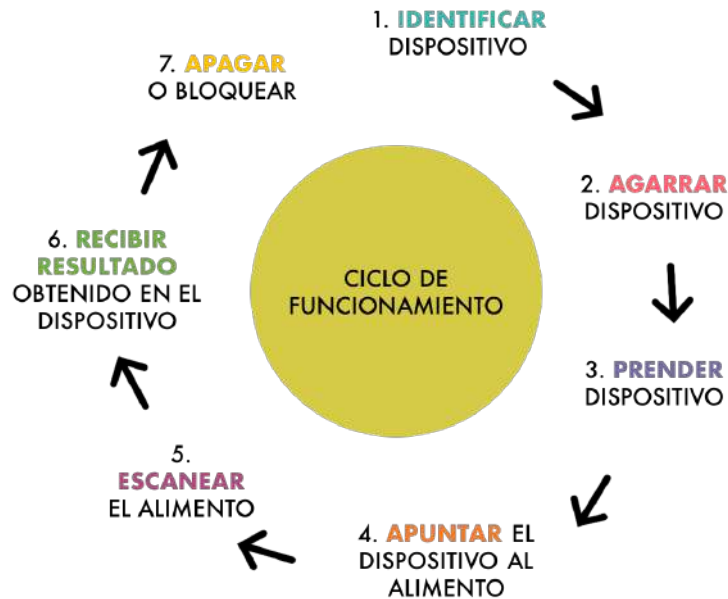 1. IDENTIFICAR
DISPOSITIVO
2. AGARRAR
DISPOSITIVO
3. PRENDER
DISPOSITIVO
4. APUNTAR EL
DISPOSITIVO AL
ALIMENTO
5.
ESCANEAR
EL ALIMENTO
6. RECIBIR
RESULTADO
OBTENIDO EN EL
DISPOSITIVO
7. APAGAR
O BLOQUEAR
CICLO DE
FUNCIONAMIENTO